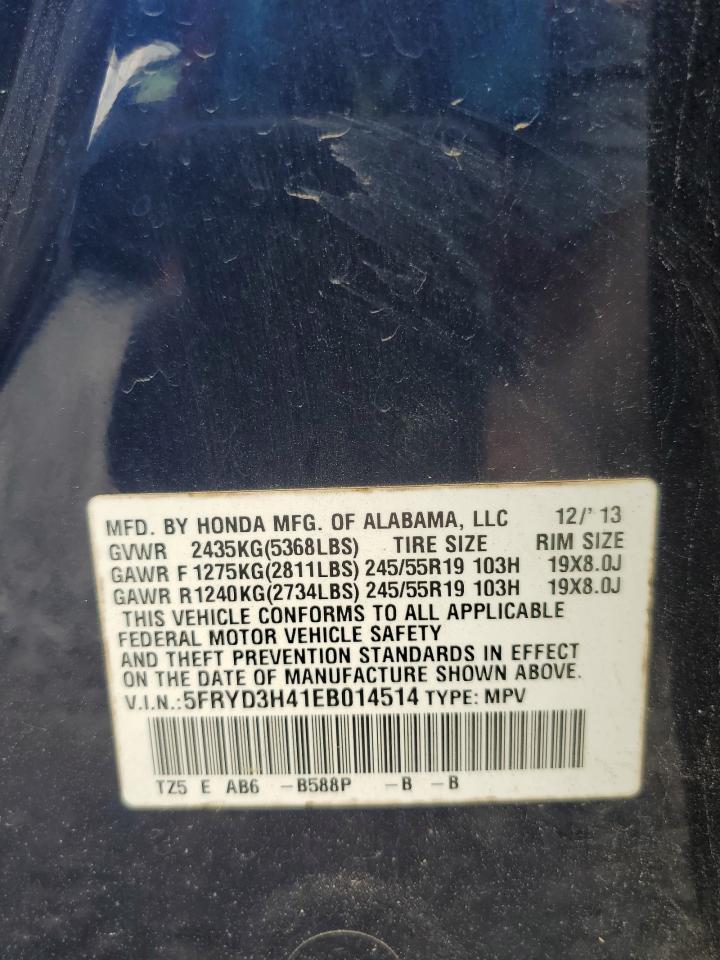 MFD. BY HONDA MFG. OF ALABAMA, LLC 12/' 13
GVWR 2435KG(5368LBS) TIRE SIZE RIM SIZE
GAWR F 1275KG(2811LBS) 245/55R19 103H 19X8.0J
GAWR R 1240KG(2734LBS) 245/55R19 103H 19X8.0J
THIS VEHICLE CONFORMS TO ALL APPLICABLE
FEDERAL MOTOR VEHICLE SAFETY
AND THEFT PREVENTION STANDARDS IN EFFECT
ON THE DATE OF MANUFACTURE SHOWN ABOVE.
V.I.N.:5FRYD3H41EB014514 TYPE: MPV
TZ5 E AB6 -B588P -B -B